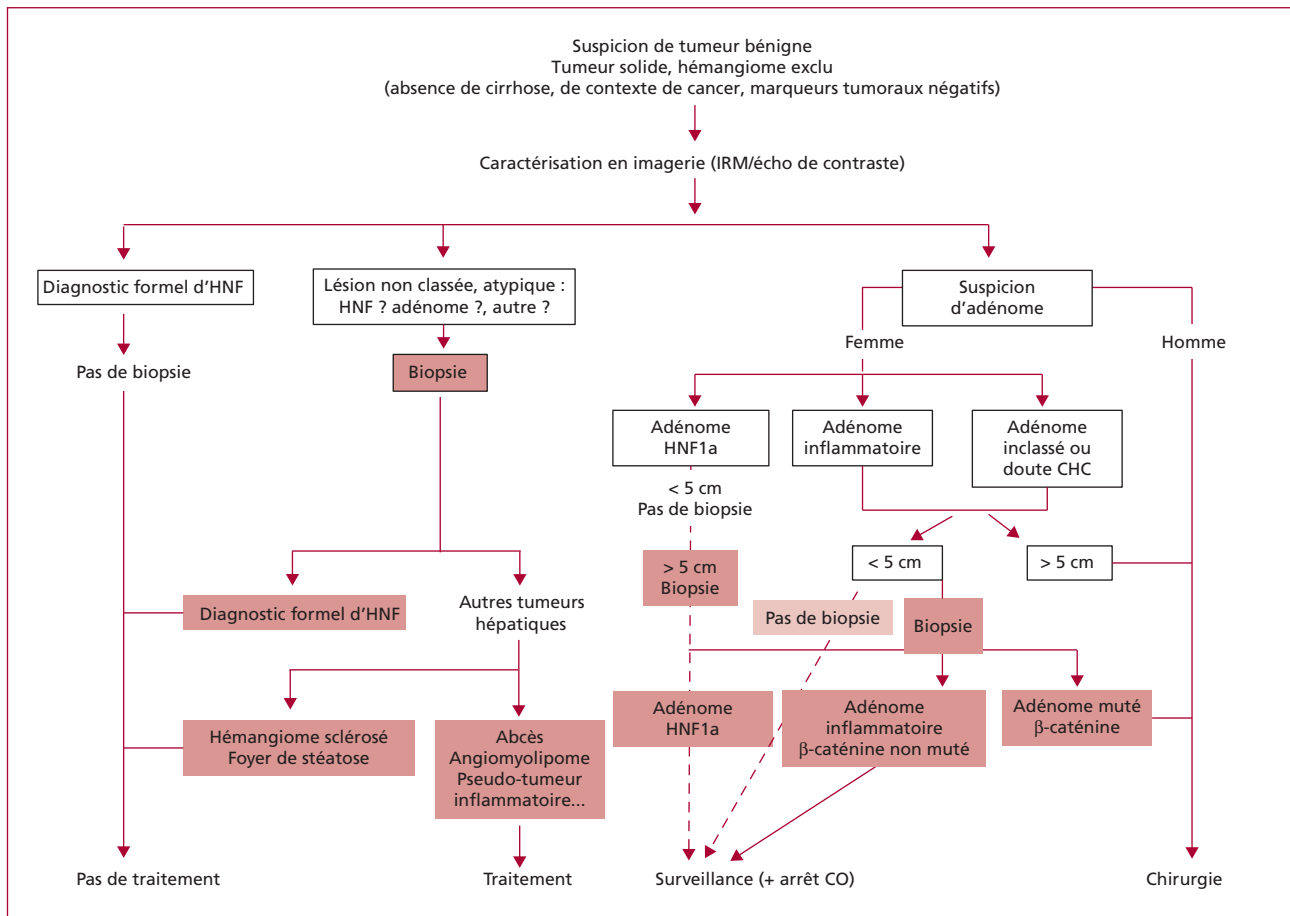 Suspicion de tumeur bénigne
Tumeur solide, hémangiome exclu
(absence de cirrhose, de contexte de cancer, marqueurs tumoraux négatifs)
Caractérisation en imagerie (IRM/écho de contraste)
Diagnostic formel d'HNF
Lésion non classée, atypique :
HNF ? adénome ?, autre ?
Suspicion
d'adénome
Femme
Homme
Pas de biopsie
Biopsie
Adénome
HNF1a
Adénome
inflammatoire
Adénome
inclassé ou
doute CHC
< 5 cm
Pas de biopsie
< 5 cm
> 5 cm
> 5 cm
Biopsie
Diagnostic formel d'HNF
Autres tumeurs
hépatiques
Pas de biopsie
Biopsie
Hémangiome sclérosé
Foyer de stéatose
Abcès
Angiomyolipome
Pseudo-tumeur
inflammatoire...
Adénome
HNF1a
Adénome
inflammatoire
β-caténine non muté
Adénome muté
β-caténine
Pas de traitement
Traitement
Surveillance (+ arrêt CO)
Chirurgie